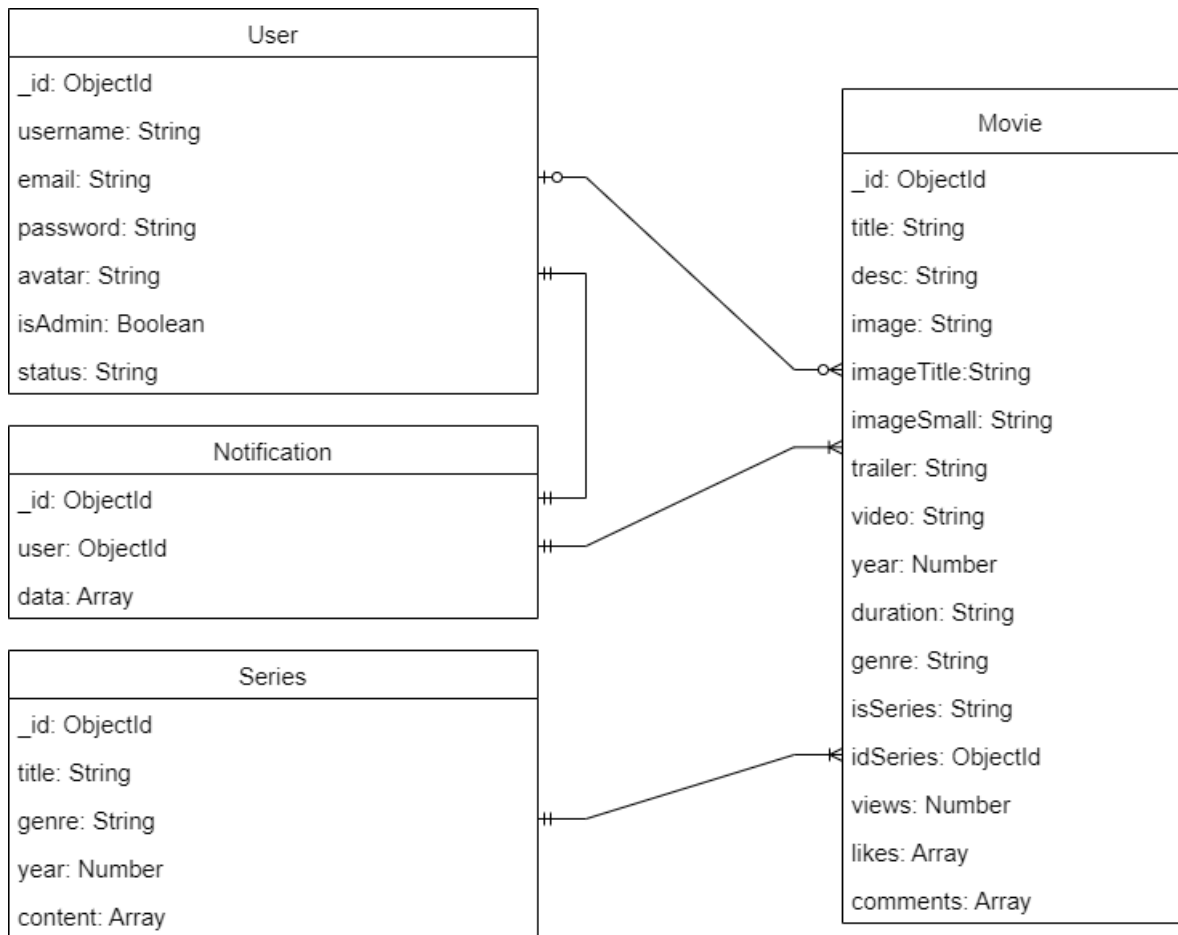 User
_id: ObjectId
username: String
email: String
password: String
avatar: String
isAdmin: Boolean
status: String
Notification
_id: ObjectId
user: ObjectId
data: Array
Series
_id: ObjectId
title: String
genre: String
year: Number
content: Array
Movie
_id: ObjectId
title: String
desc: String
image: String
imageTitle:String
imageSmall: String
trailer: String
video: String
year: Number
duration: String
genre: String
isSeries: String
idSeries: ObjectId
views: Number
likes: Array
comments: Array